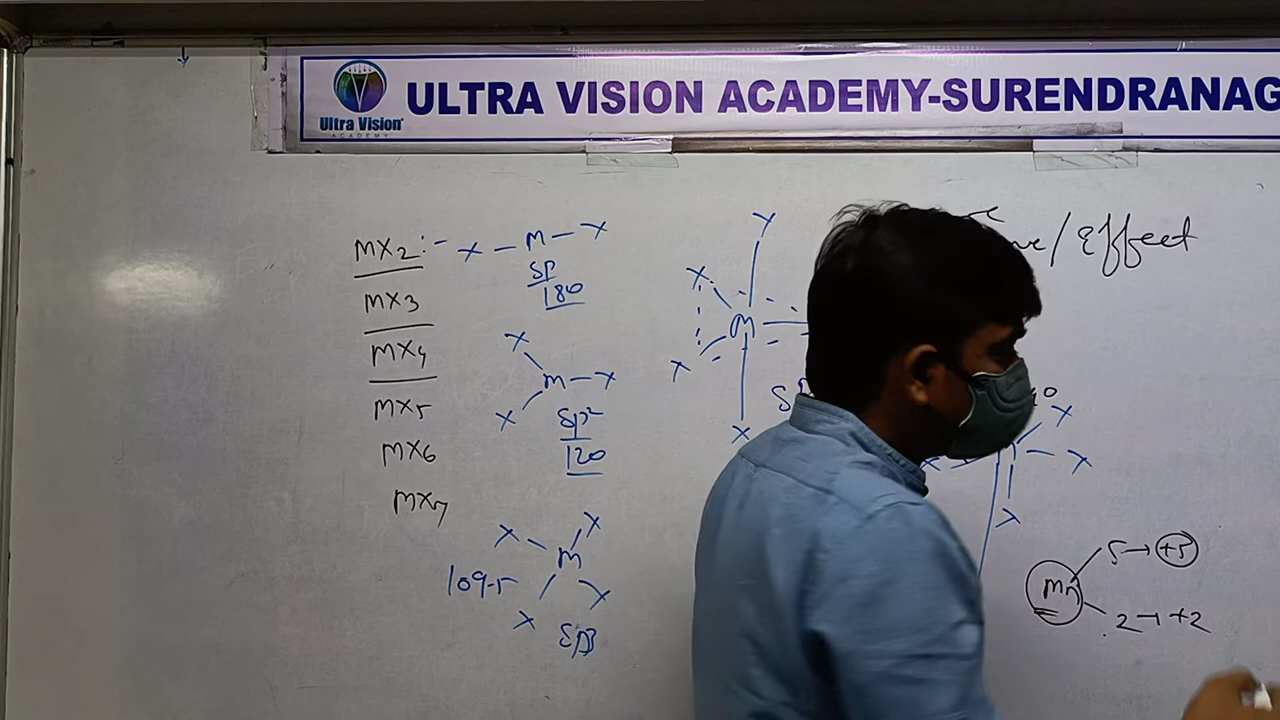 ULTRA VISION ACADEMY-SURENDRANAG
Ultra Vision
ACADEMY
/Effect
MX2:- X - M - X
SP
180
MX3
MX4
MX5
MX6
MX7
X
M - X
X
SP2
120
X X
M
109.5
X X
SP3
Y
X
M
X
X
X
X
X
Mn
5 → +5
2 → +2